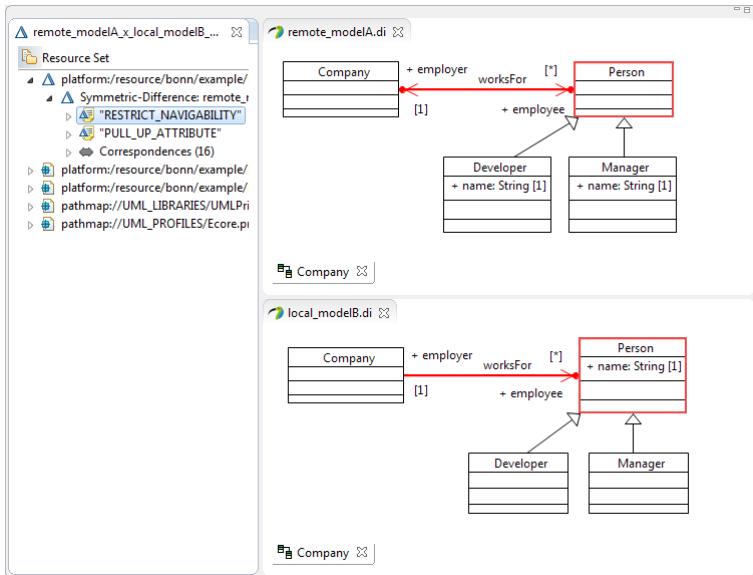 remote_modelA_x_local_modelB_...
Resource Set
platform:/resource/bonn/example/
Symmetric-Difference: remote_r
"RESTRICT_NAVIGABILITY"
"PULL_UP_ATTRIBUTE"
Correspondences (16)
platform:/resource/bonn/example/
platform:/resource/bonn/example/
pathmap://UML_LIBRARIES/UMLPri
pathmap://UML_PROFILES/Ecore.pr
remote_modelA.di
Company
+ employer
worksFor
[*]
Person
[1]
+ employee
Developer
+ name: String [1]
Manager
+ name: String [1]
Company
local_modelB.di
Company
+ employer
worksFor
[*]
Person
+ name: String [1]
[1]
+ employee
Developer
Manager
Company